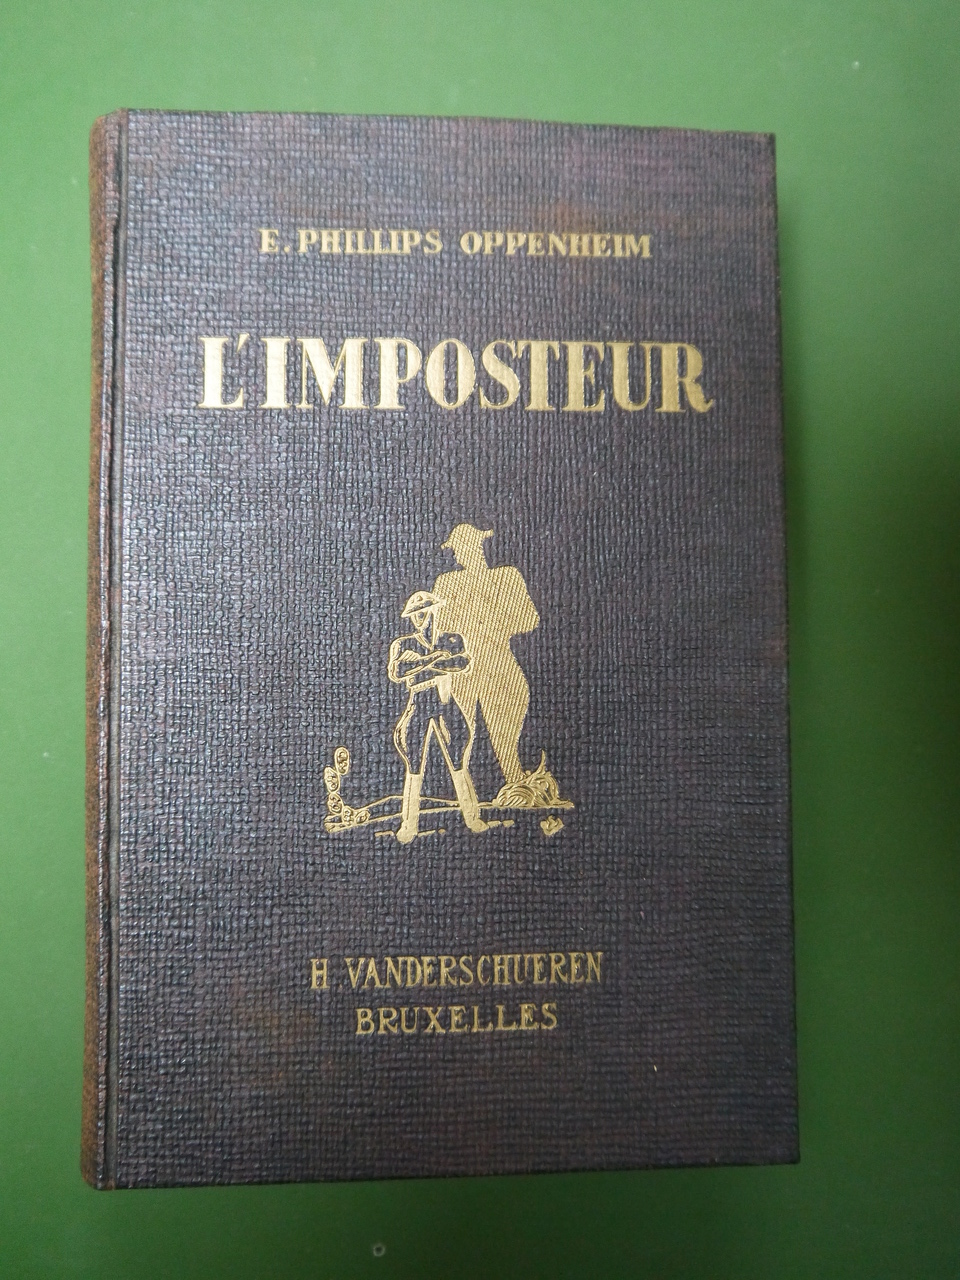 E. PHILLIPS OPPENHEIM
L'IMPOSTEUR
H. VANDERSCHUEREN
BRUXELLES